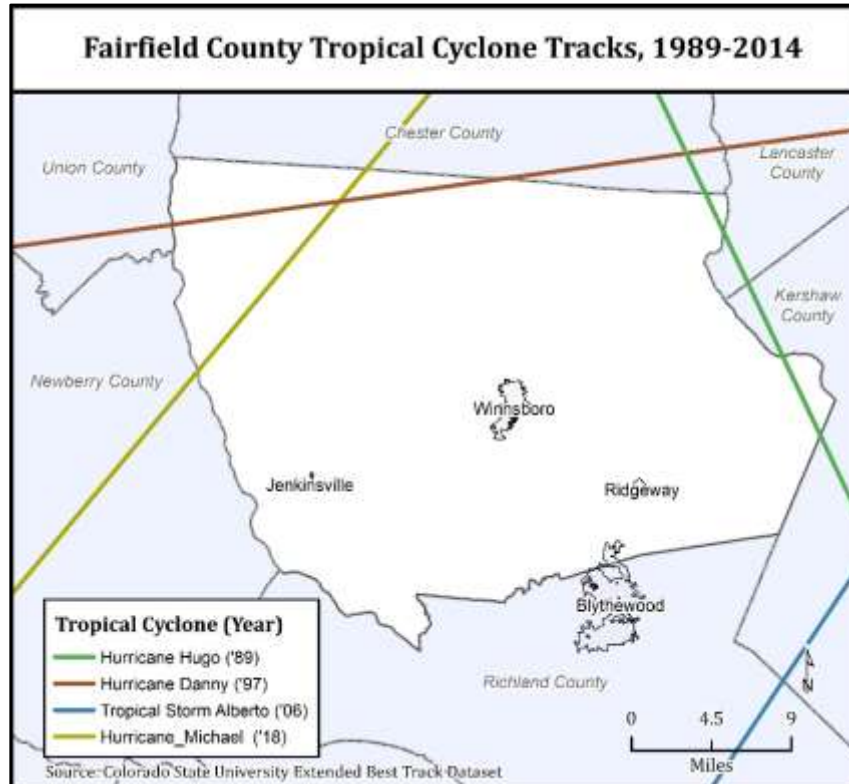 Fairfield County Tropical Cyclone Tracks, 1989-2014
Chester County
Union County
Lancaster
County
Kershaw
County
Newberry County
Winnsboro
Jenkinsville
Ridgeway
Blythewood
Richland County
Tropical Cyclone (Year)
Hurricane Hugo ('89)
Hurricane Danny ('97)
Tropical Storm Alberto ('06)
Hurricane_Michael ('18)
N
0 4.5 9
Miles
Source: Colorado State University Extended Best Track Dataset